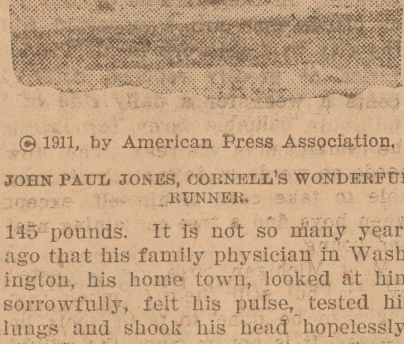 © 1911, by American Press Association.
JOHN PAUL JONES, CORNELL'S WONDERFUL
RUNNER.
145 pounds. It is not so many year
ago that his family physician in Wash
ington, his home town, looked at him
sorrowfully, felt his pulse, tested hi
lungs and shook his head hopelessly